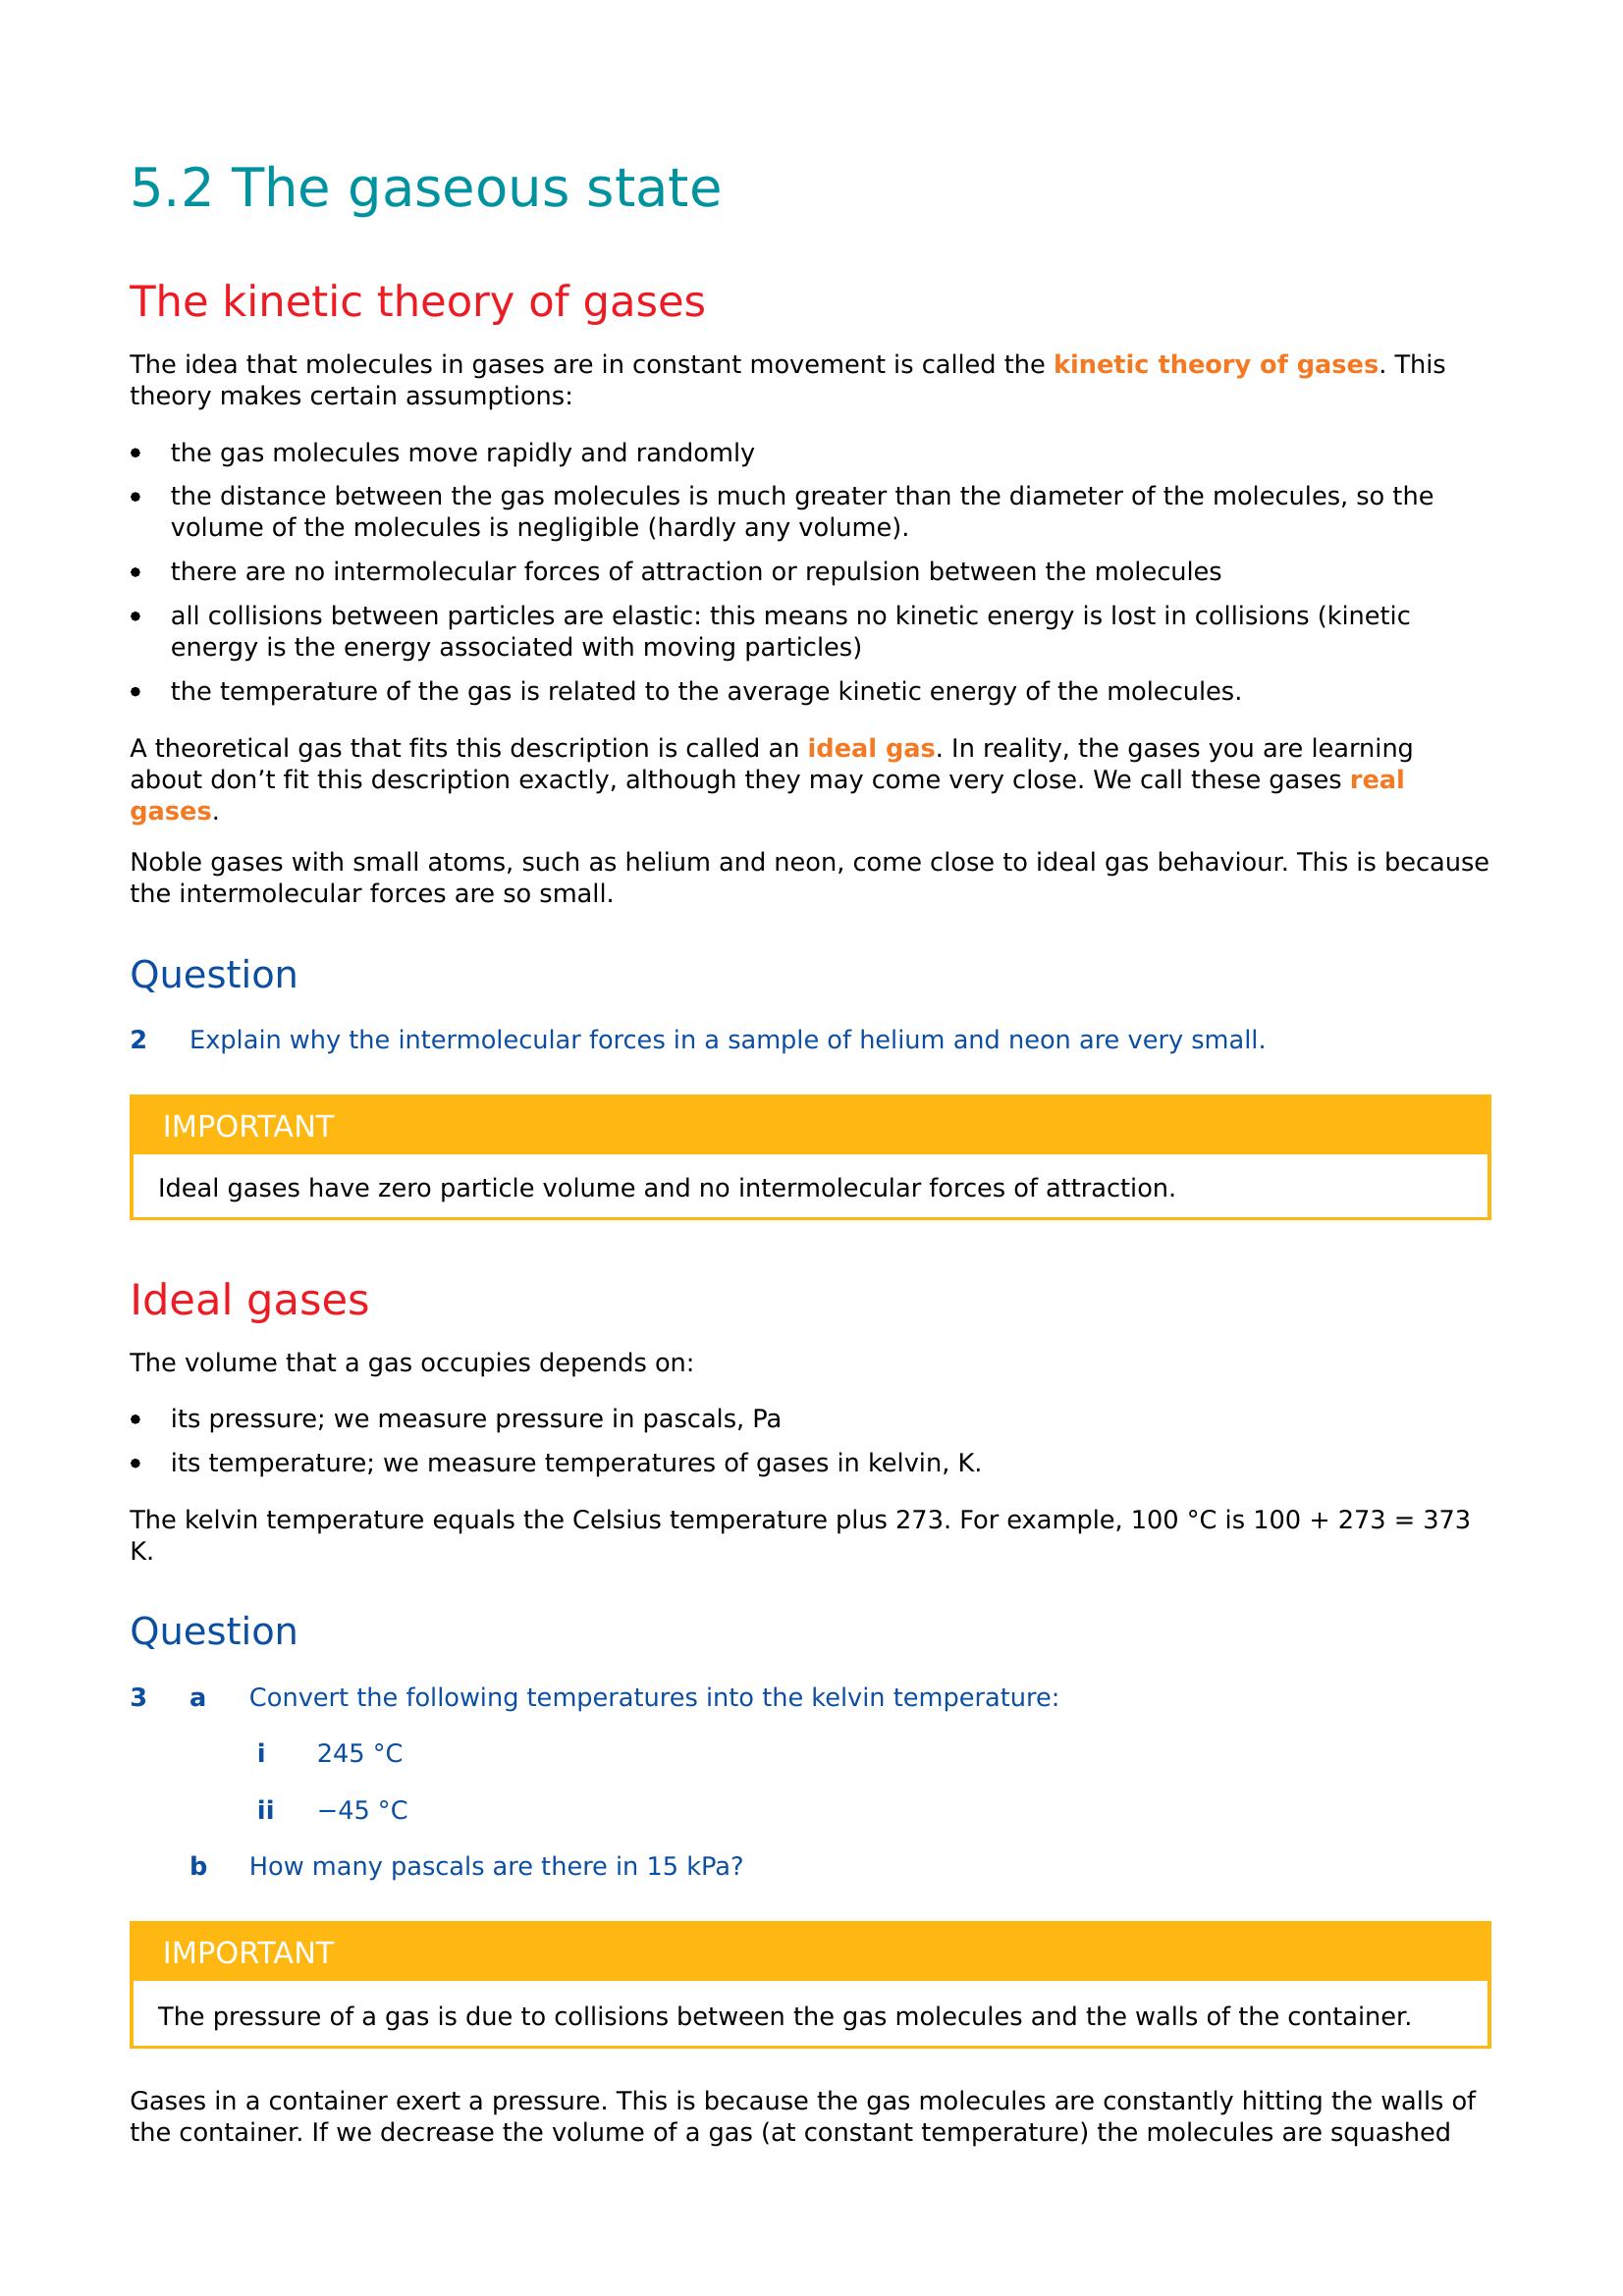 5.2 The gaseous state
The kinetic theory of gases
The idea that molecules in gases are in constant movement is called the kinetic theory of gases. This
theory makes certain assumptions:
• the gas molecules move rapidly and randomly
• the distance between the gas molecules is much greater than the diameter of the molecules, so the
volume of the molecules is negligible (hardly any volume).
• there are no intermolecular forces of attraction or repulsion between the molecules
• all collisions between particles are elastic: this means no kinetic energy is lost in collisions (kinetic
energy is the energy associated with moving particles)
• the temperature of the gas is related to the average kinetic energy of the molecules.
A theoretical gas that fits this description is called an ideal gas. In reality, the gases you are learning
about don’t fit this description exactly, although they may come very close. We call these gases real
gases.
Noble gases with small atoms, such as helium and neon, come close to ideal gas behaviour. This is because
the intermolecular forces are so small.
Question
2 Explain why the intermolecular forces in a sample of helium and neon are very small.
IMPORTANT
Ideal gases have zero particle volume and no intermolecular forces of attraction.
Ideal gases
The volume that a gas occupies depends on:
• its pressure; we measure pressure in pascals, Pa
• its temperature; we measure temperatures of gases in kelvin, K.
The kelvin temperature equals the Celsius temperature plus 273. For example, 100 °C is 100 + 273 = 373
K.
Question
3 a Convert the following temperatures into the kelvin temperature:
i 245 °C
ii −45 °C
b How many pascals are there in 15 kPa?
IMPORTANT
The pressure of a gas is due to collisions between the gas molecules and the walls of the container.
Gases in a container exert a pressure. This is because the gas molecules are constantly hitting the walls of
the container. If we decrease the volume of a gas (at constant temperature) the molecules are squashed